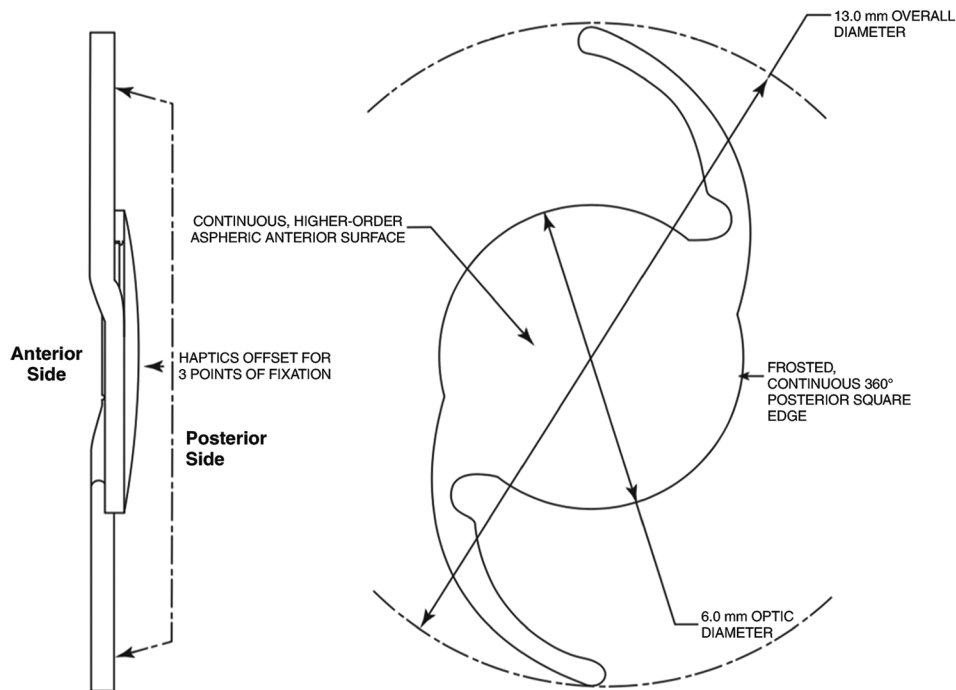 13.0 mm OVERALL
DIAMETER
CONTINUOUS, HIGHER-ORDER
ASPHERIC ANTERIOR SURFACE
Anterior
Side
HAPTICS OFFSET FOR
3 POINTS OF FIXATION
FROSTED,
CONTINUOUS 360°
POSTERIOR SQUARE
EDGE
Posterior
Side
6.0 mm OPTIC
DIAMETER